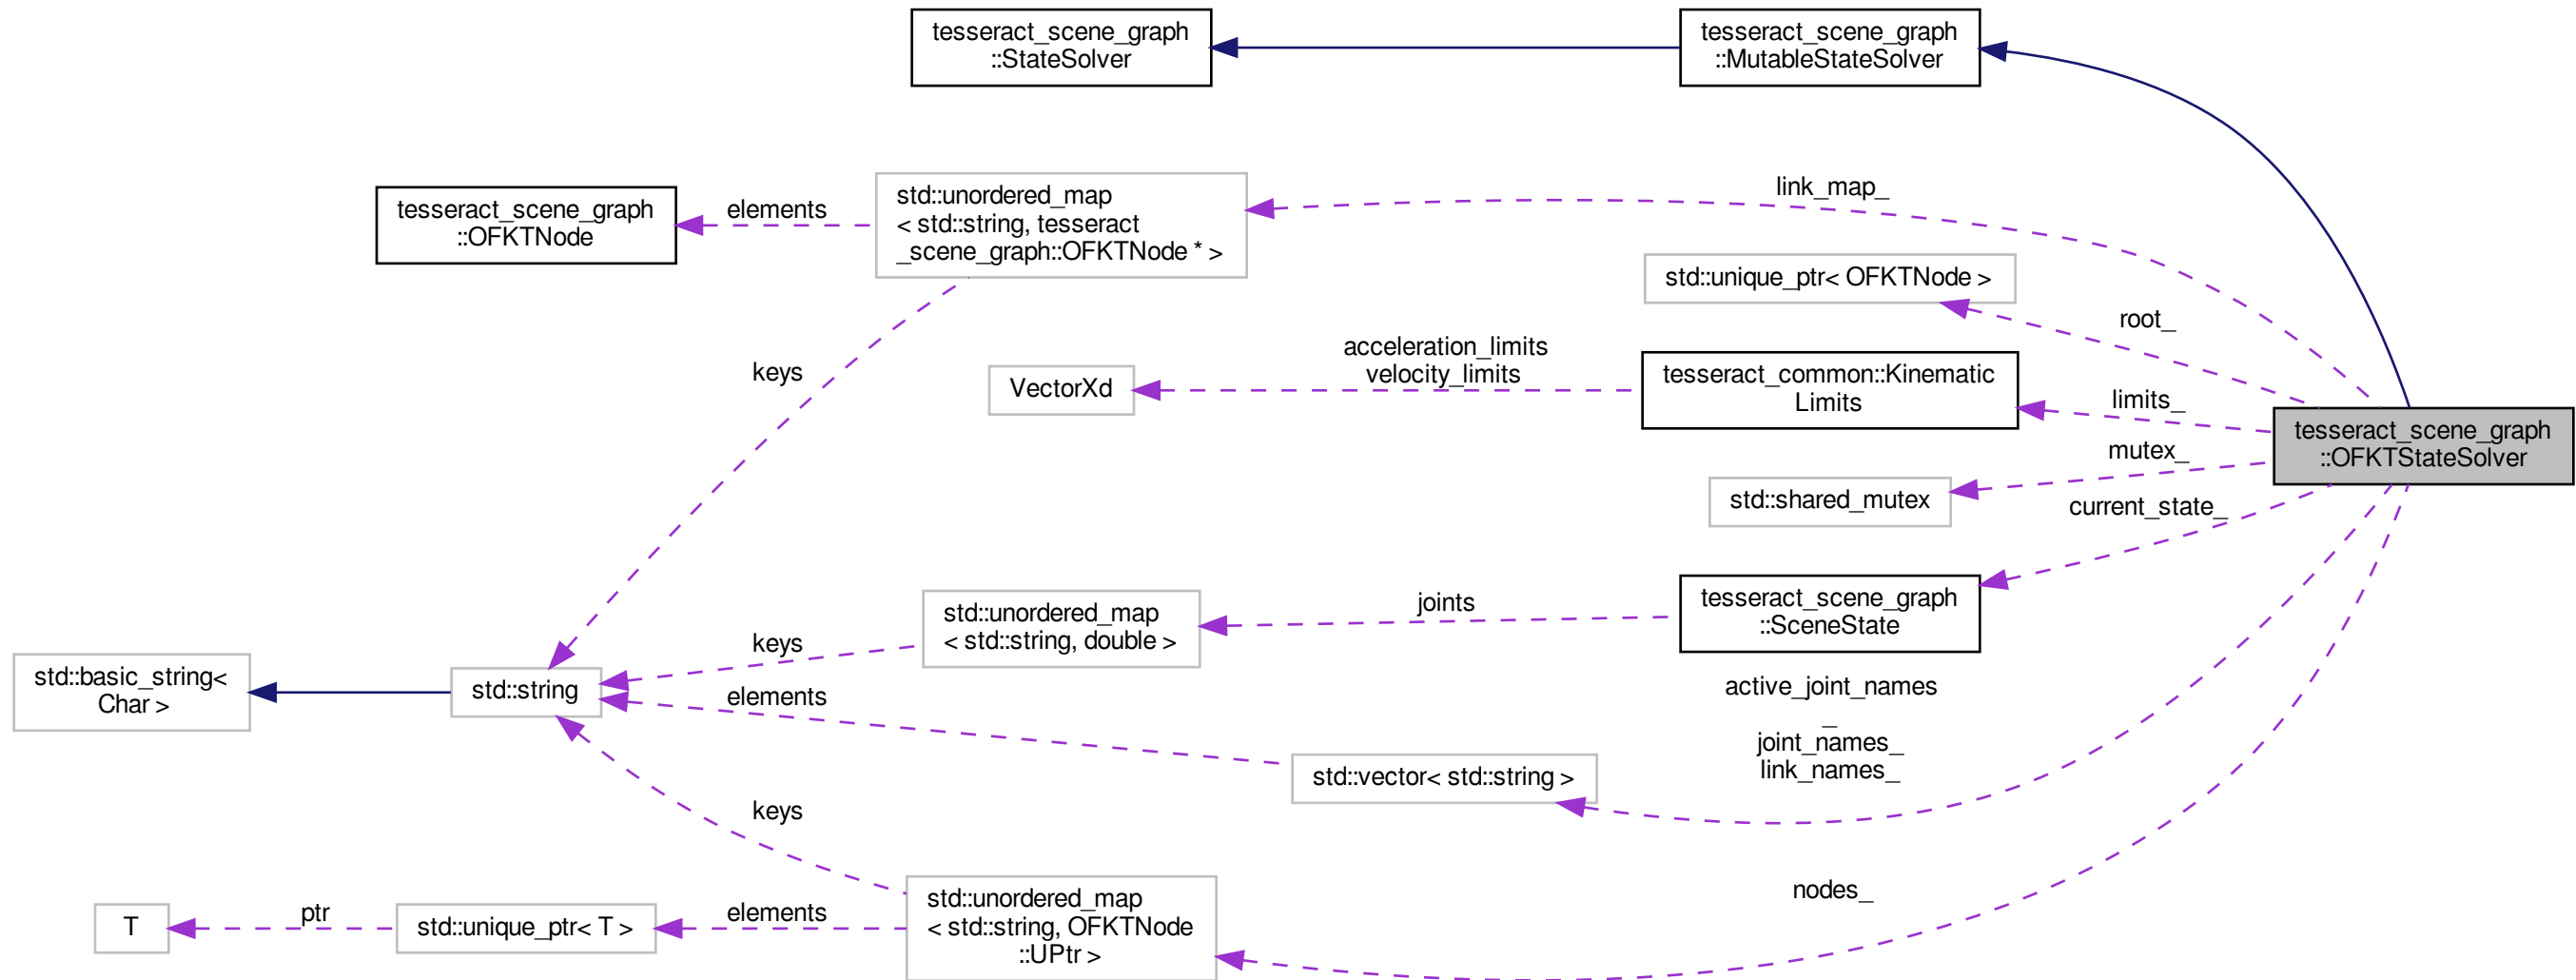 tesseract_scene_graph
::StateSolver
tesseract_scene_graph
::MutableStateSolver
tesseract_scene_graph
::OFKTNode
elements
std::unordered_map
< std::string, tesseract
_scene_graph::OFKTNode * >
link_map_
std::unique_ptr< OFKTNode >
root_
keys
VectorXd
acceleration_limits
velocity_limits
tesseract_common::Kinematic
Limits
limits_
tesseract_scene_graph
::OFKTStateSolver
mutex_
std::shared_mutex
current_state_
std::unordered_map
< std::string, double >
joints
tesseract_scene_graph
::SceneState
keys
std::basic_string<
Char >
std::string
elements
active_joint_names
_
joint_names_
link_names_
std::vector< std::string >
keys
nodes_
T
ptr
std::unique_ptr< T >
elements
std::unordered_map
< std::string, OFKTNode
::UPtr >